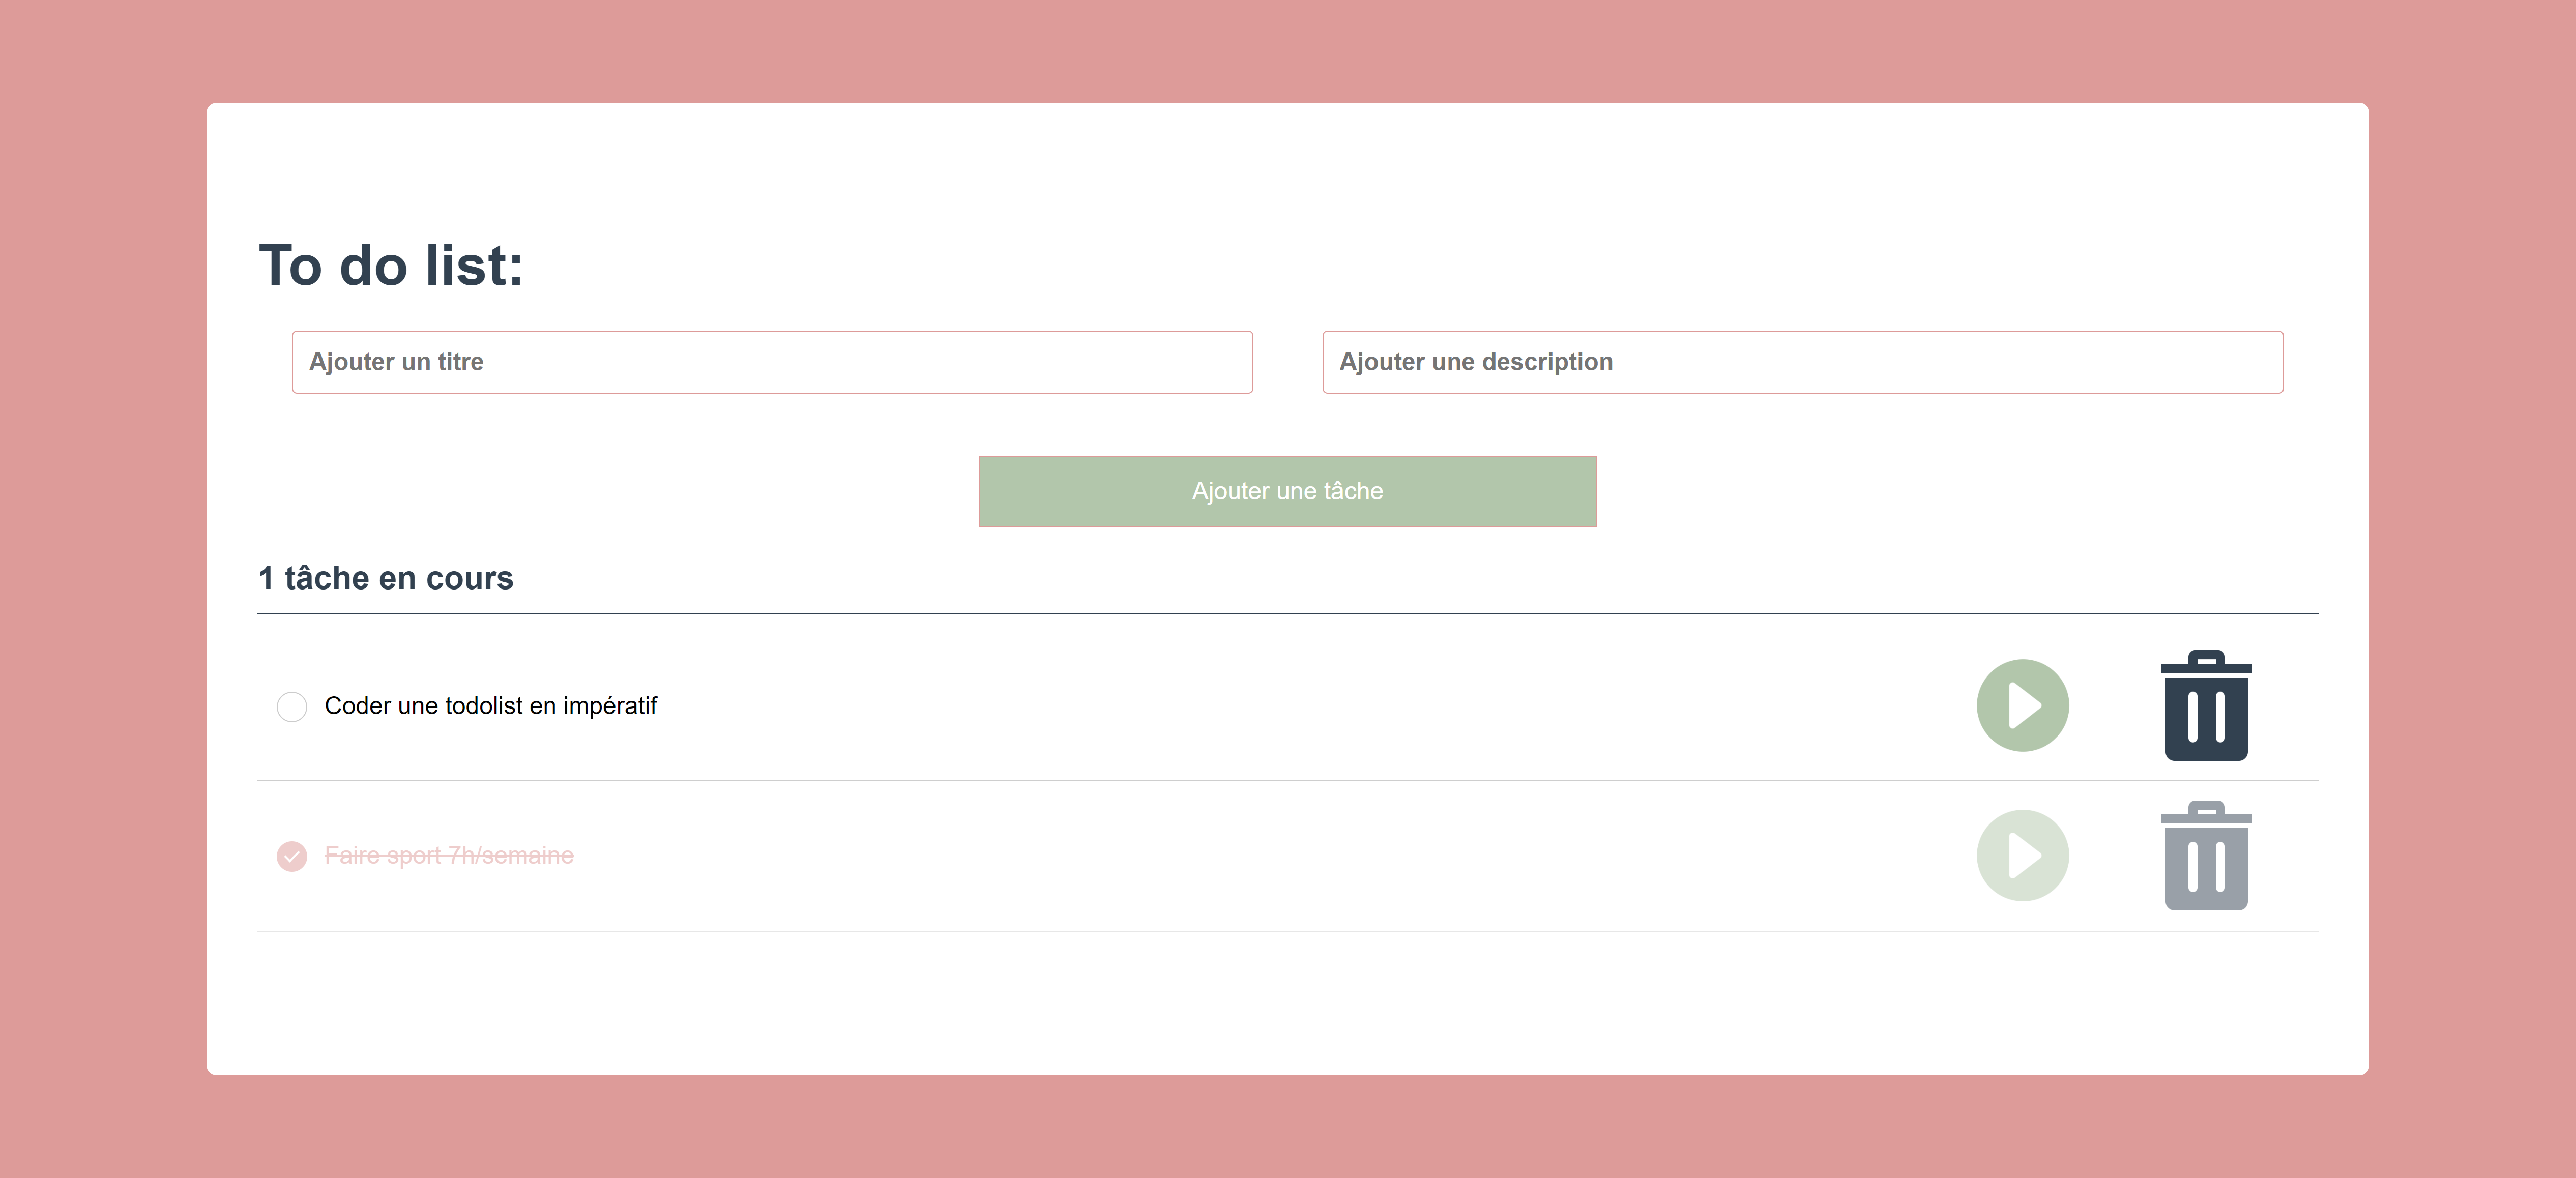 To do list:
Ajouter un titre
Ajouter une description
Ajouter une tâche
1 tâche en cours
Coder une todolist en impératif
Faire sport 7h/semaine